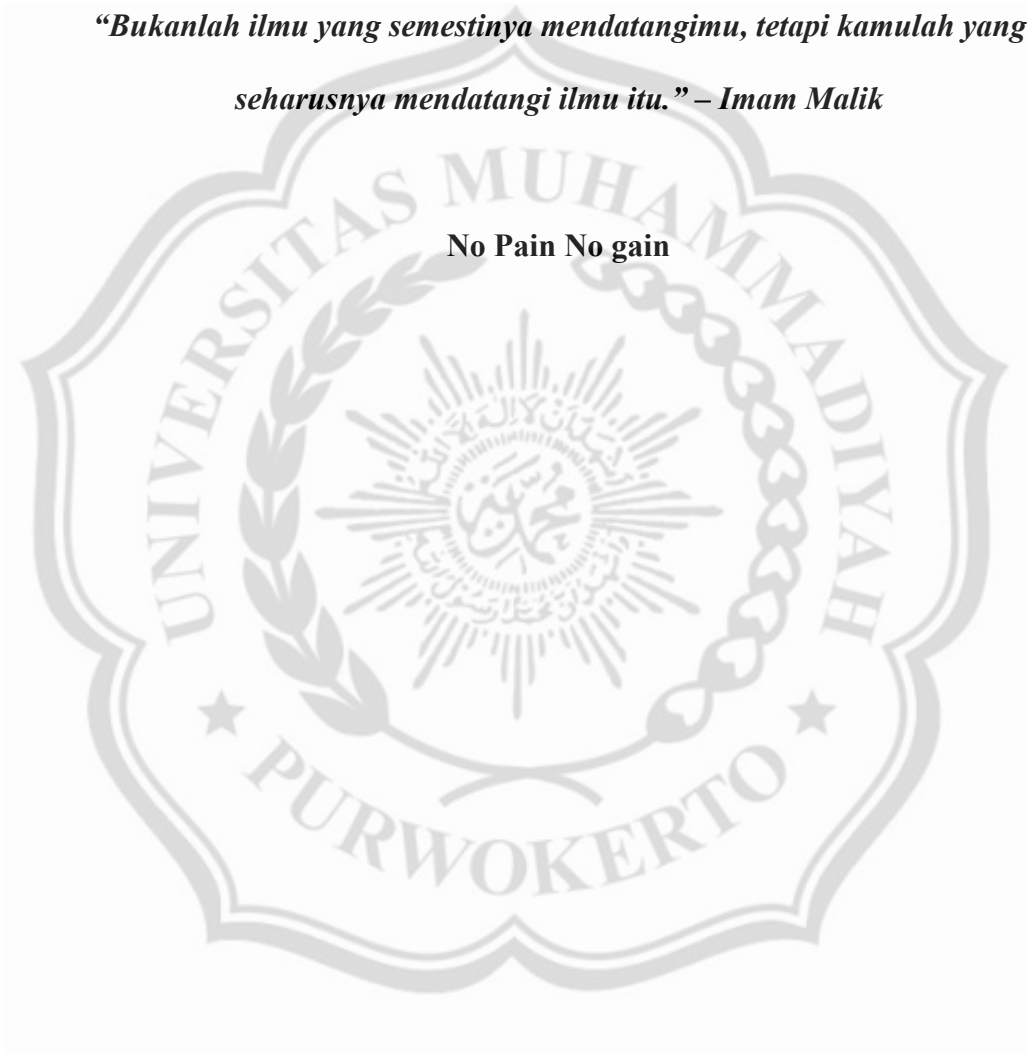 “Bukanlah ilmu yang semestinya mendatangimu, tetapi kamulah yang
seharusnya mendatangi ilmu itu.” – Imam Malik
No Pain No gain
UNIVERSITAS MUHAMMADIYAH
PURWOKERTO